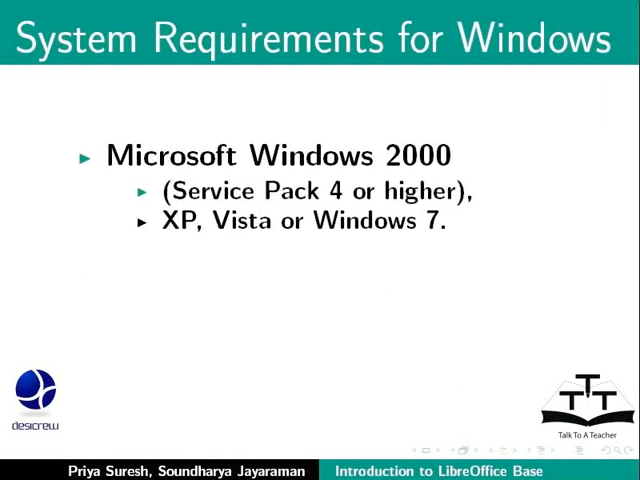 System Requirements for Windows
Microsoft Windows 2000
(Service Pack 4 or higher),
XP, Vista or Windows 7.
desicrew
T T T
Talk To A Teacher
Priya Suresh, Soundharya Jayaraman Introduction to LibreOffice Base